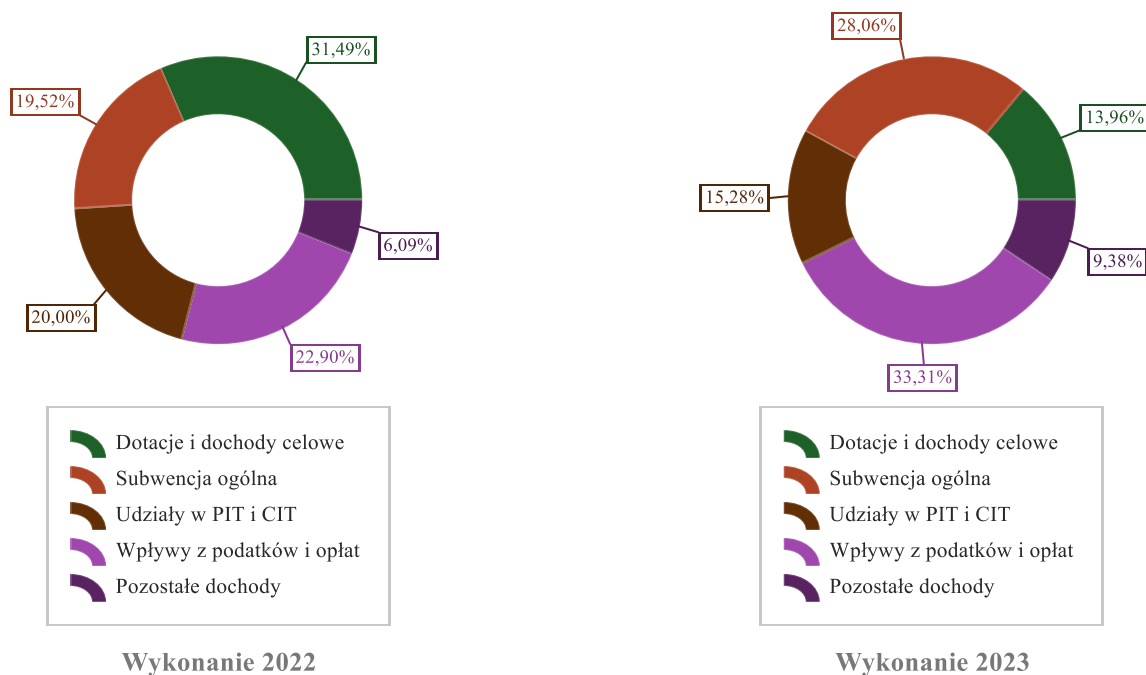 31,49%
19,52%
20,00%
22,90%
6,09%
Dotacje i dochody celowe
Subwencja ogólna
Udziały w PIT i CIT
Wpływy z podatków i opłat
Pozostałe dochody
Wykonanie 2022
28,06%
13,96%
15,28%
9,38%
33,31%
Dotacje i dochody celowe
Subwencja ogólna
Udziały w PIT i CIT
Wpływy z podatków i opłat
Pozostałe dochody
Wykonanie 2023